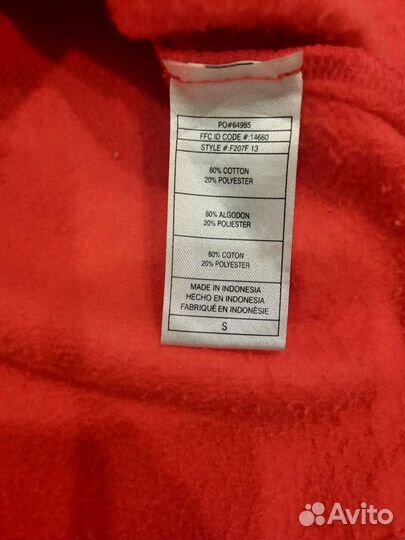 PO#64985
FFC ID CODE #:14660
STYLE #:F207F 13
80% COTTON
20% POLYESTER
80% ALGODON
20% POLIESTER
80% COTON
20% POLYESTER
MADE IN INDONESIA
HECHO EN INDONESIA
FABRIQUÉ EN INDONÉSIE
S
Avito